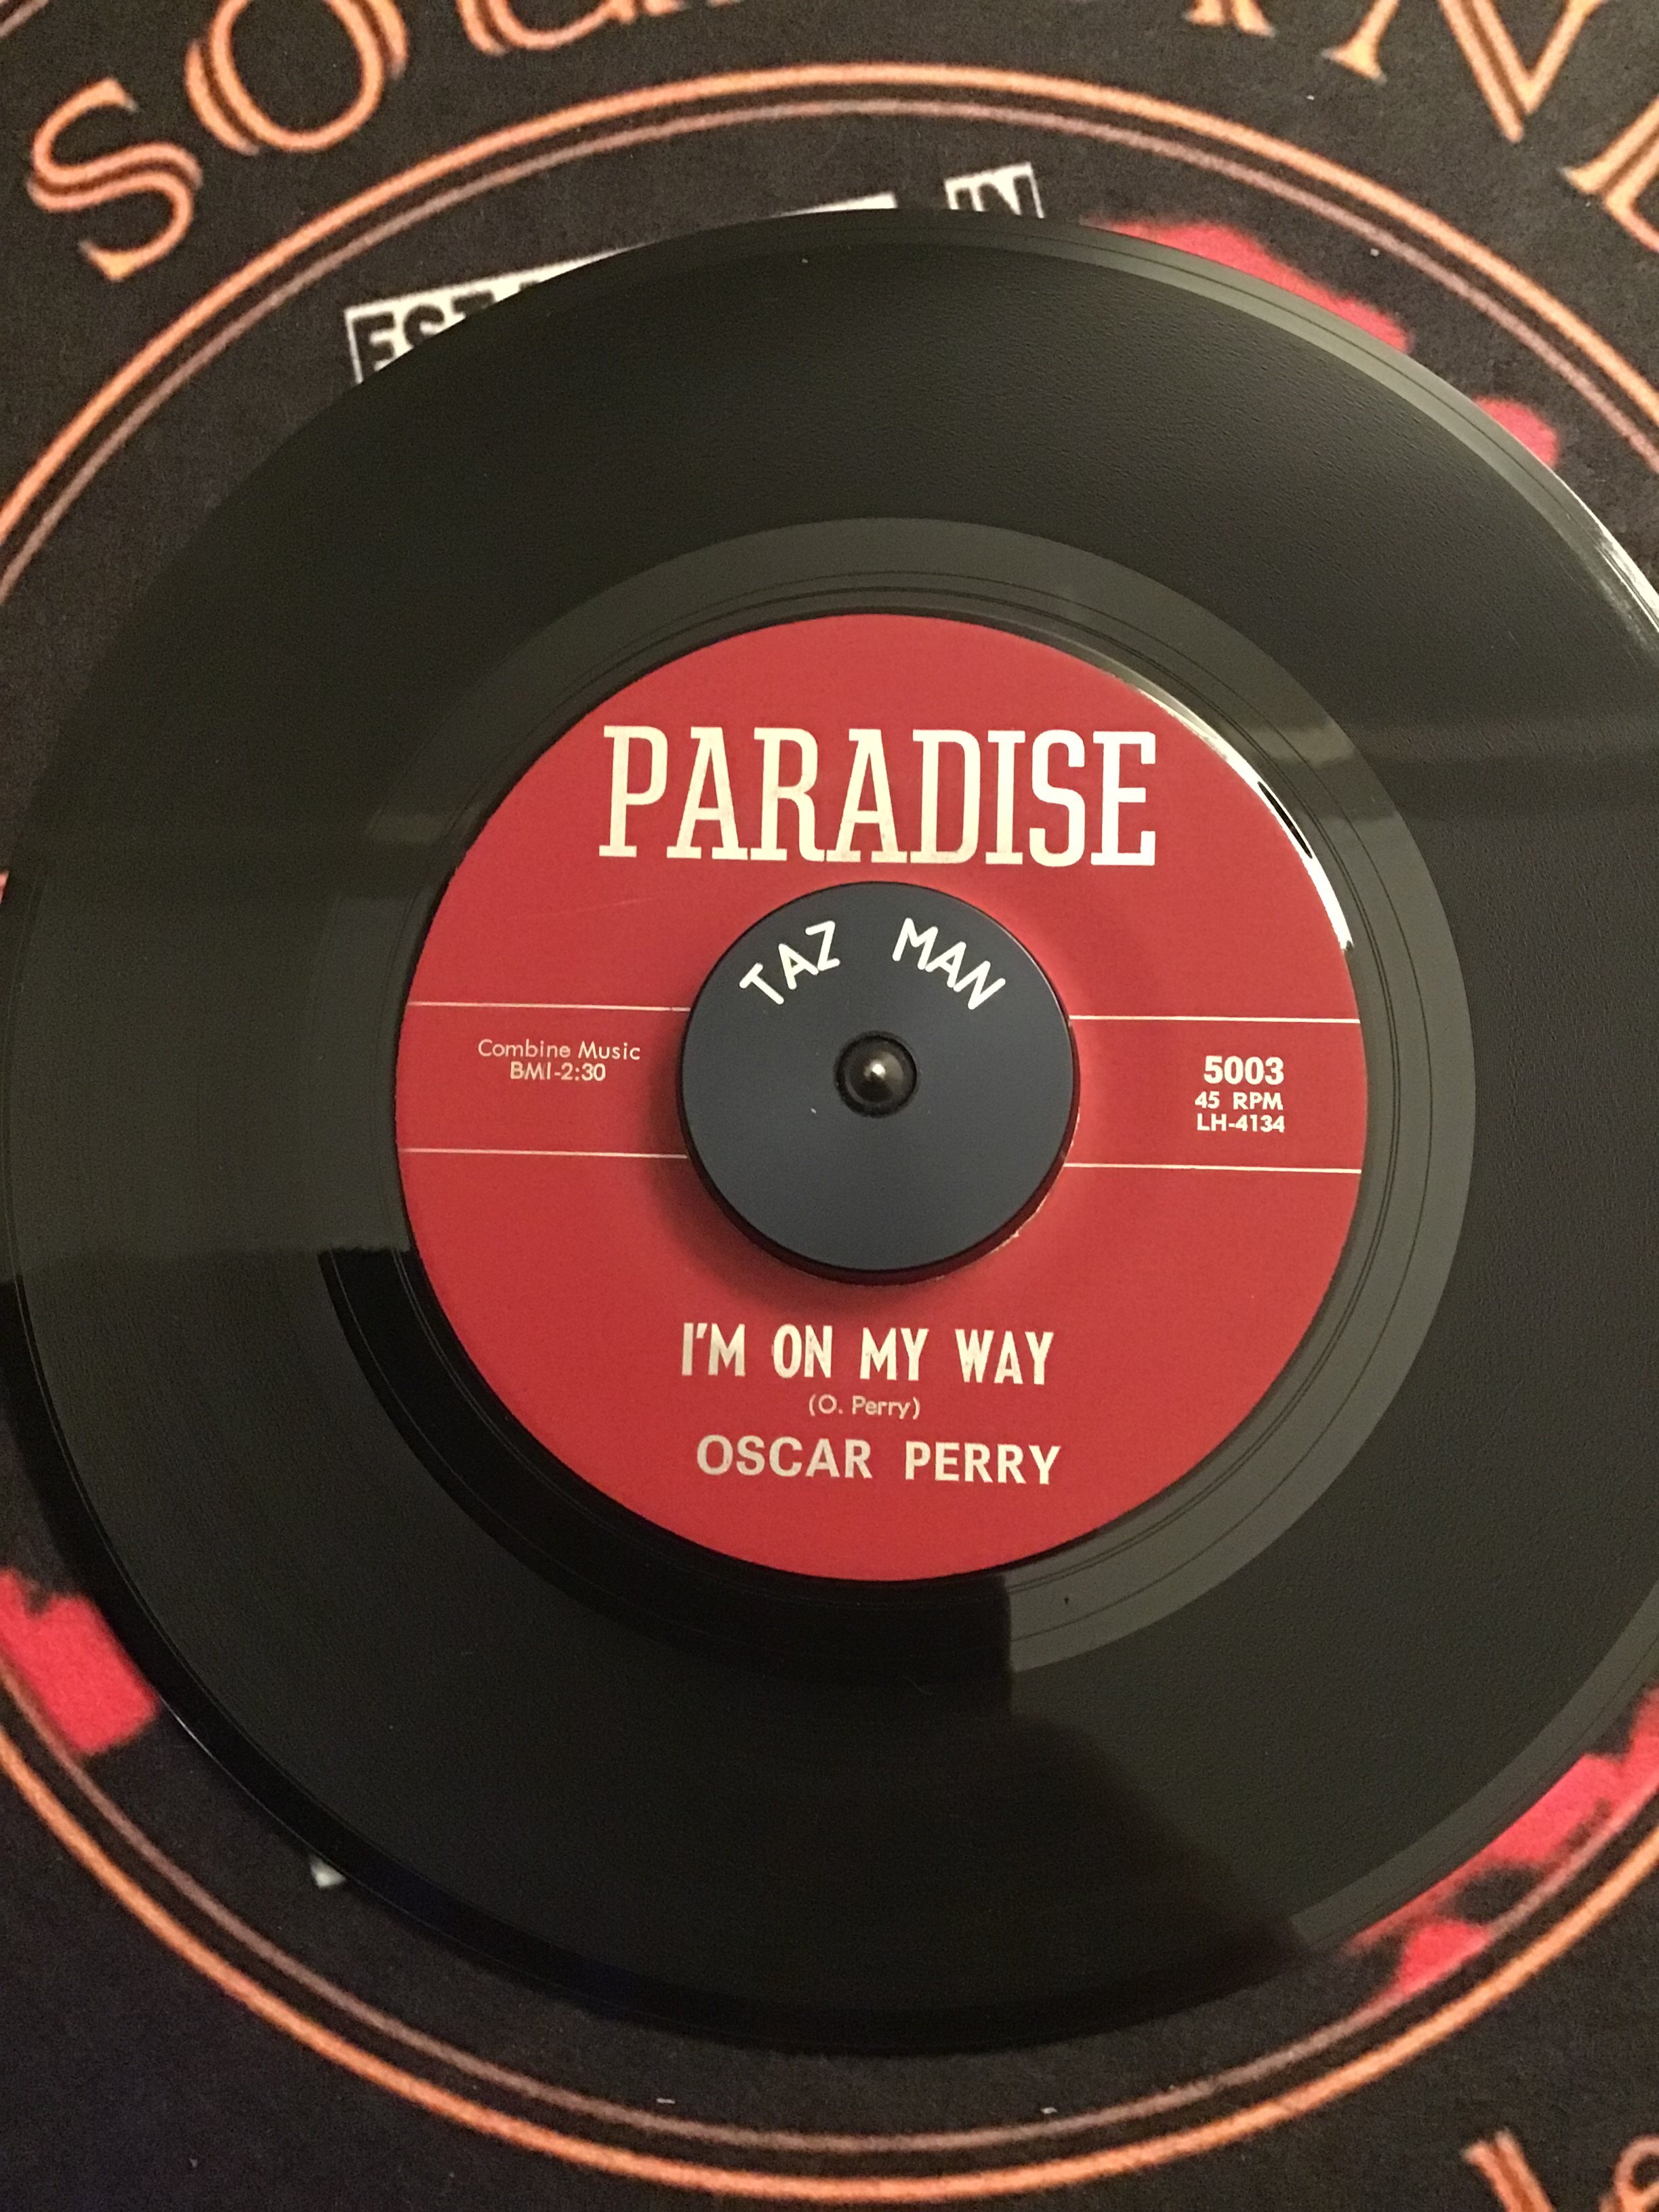 IN
PARADISE
TAZ MAN
Combine Music
BMI-2:30
5003
45 RPM
LH-4134
I'M ON MY WAY
(O. Perry)
OSCAR PERRY